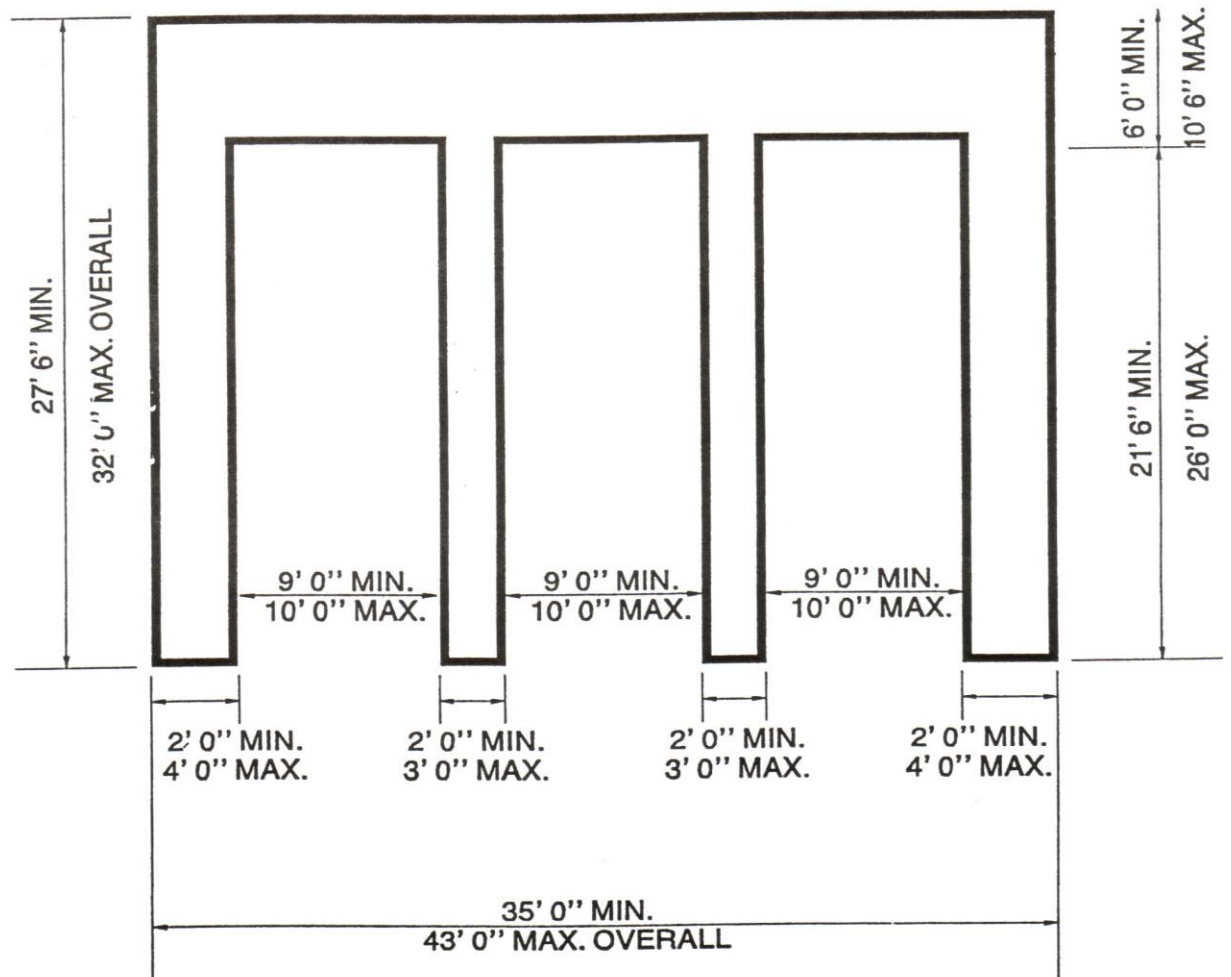 6' 0'' MIN.
10' 6'' MAX.
27' 6'' MIN.
32' 0'' MAX. OVERALL
21' 6'' MIN.
26' 0'' MAX.
9' 0'' MIN.
10' 0'' MAX.
9' 0'' MIN.
10' 0'' MAX.
9' 0'' MIN.
10' 0'' MAX.
2' 0'' MIN.
4' 0'' MAX.
2' 0'' MIN.
3' 0'' MAX.
2' 0'' MIN.
3' 0'' MAX.
2' 0'' MIN.
4' 0'' MAX.
35' 0'' MIN.
43' 0'' MAX. OVERALL